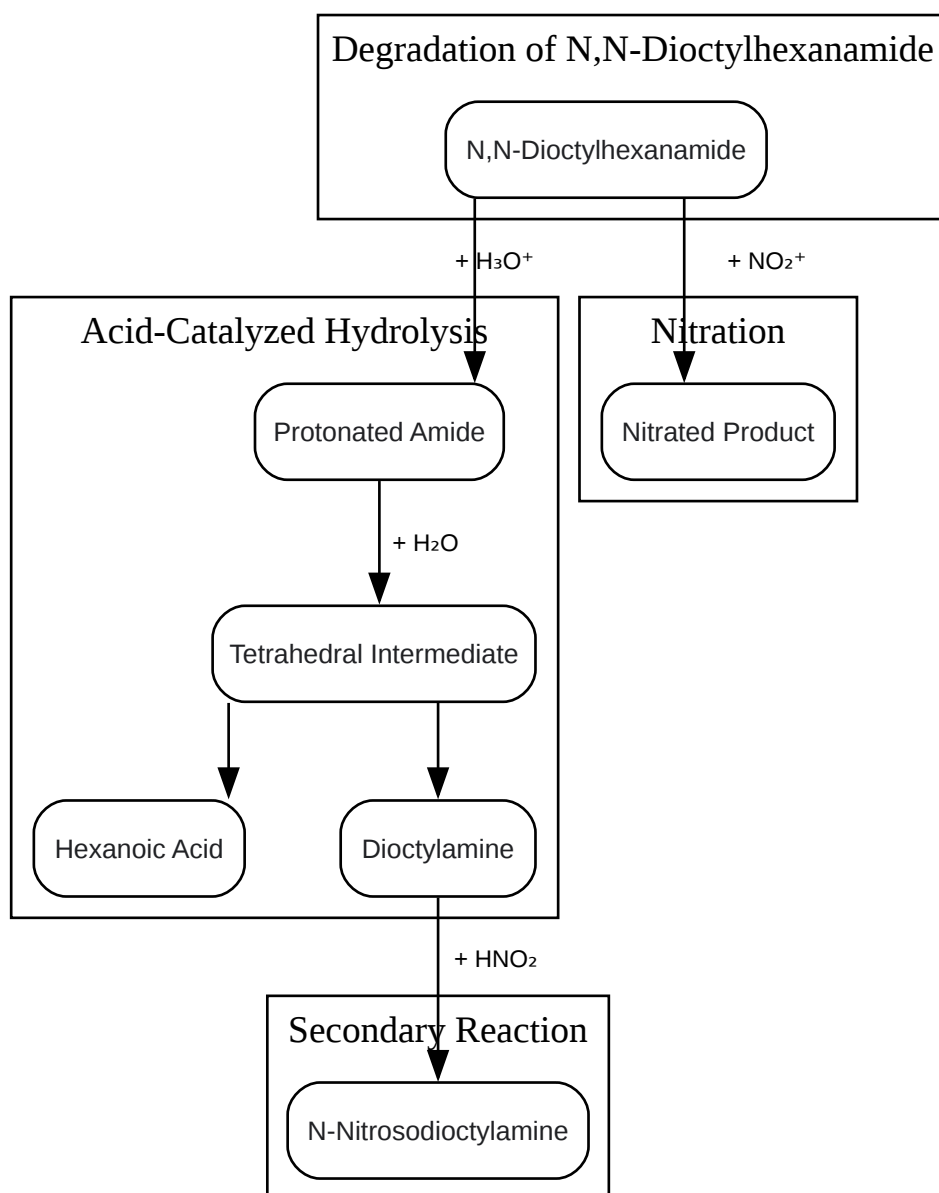 Degradation of N,N-Dioctylhexanamide
N,N-Dioctylhexanamide
+ H₃O⁺
+ NO₂⁺
Acid-Catalyzed Hydrolysis
Nitration
Protonated Amide
Nitrated Product
+ H₂O
Tetrahedral Intermediate
Hexanoic Acid
Dioctylamine
+ HNO₂
Secondary Reaction
N-Nitrosodioctylamine